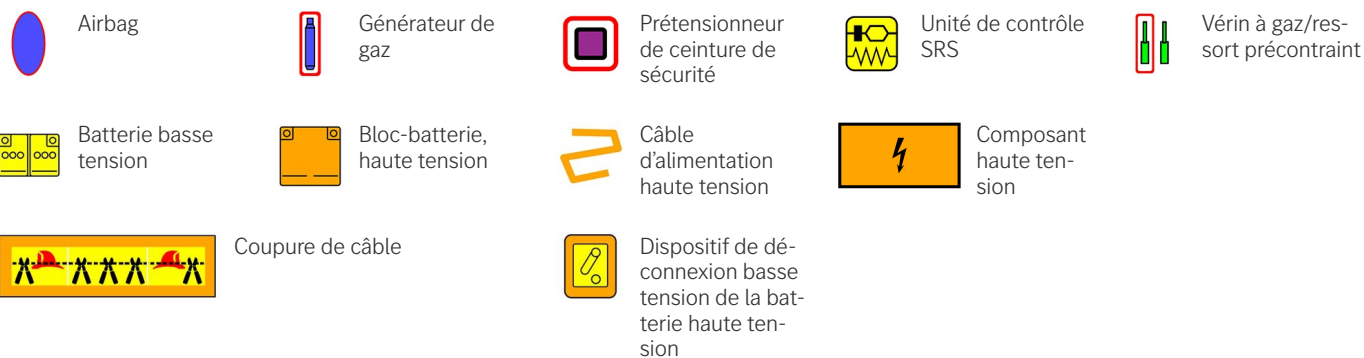 Airbag
Générateur de
gaz
Prétensionneur
de ceinture de
sécurité
Unité de contrôle
SRS
Vérin à gaz/res-
sort précontraint
Batterie basse
tension
Bloc-batterie,
haute tension
Câble
d'alimentation
haute tension
Composant
haute ten-
sion
Coupure de câble
Dispositif de dé-
connexion basse
tension de la bat-
terie haute ten-
sion